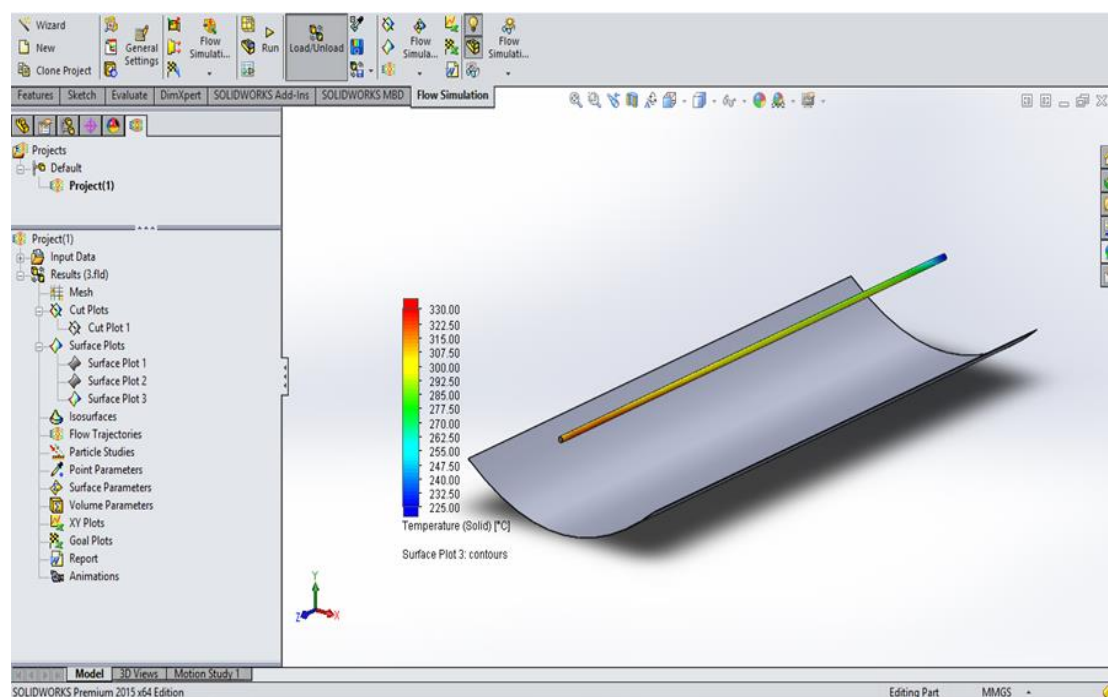 Wizard
New
Clone Project
General Settings
Flow Simulati...
Run
Load/Unload
Flow Simula...
Flow Simulati...
Features Sketch Evaluate DimXpert SOLIDWORKS Add-Ins SOLIDWORKS MBD Flow Simulation
Projects
Default
Project(1)
Project(1)
Input Data
Results (3.fld)
Mesh
Cut Plots
Cut Plot 1
Surface Plots
Surface Plot 1
Surface Plot 2
Surface Plot 3
Isosurfaces
Flow Trajectories
Particle Studies
Point Parameters
Surface Parameters
Volume Parameters
XY Plots
Goal Plots
Report
Animations
330.00
322.50
315.00
307.50
300.00
292.50
285.00
277.50
270.00
262.50
255.00
247.50
240.00
232.50
225.00
Temperature (Solid) [°C]
Surface Plot 3: contours
Y
Z X
Model 3D Views Motion Study 1
SOLIDWORKS Premium 2015 x64 Edition Editing Part MMGS